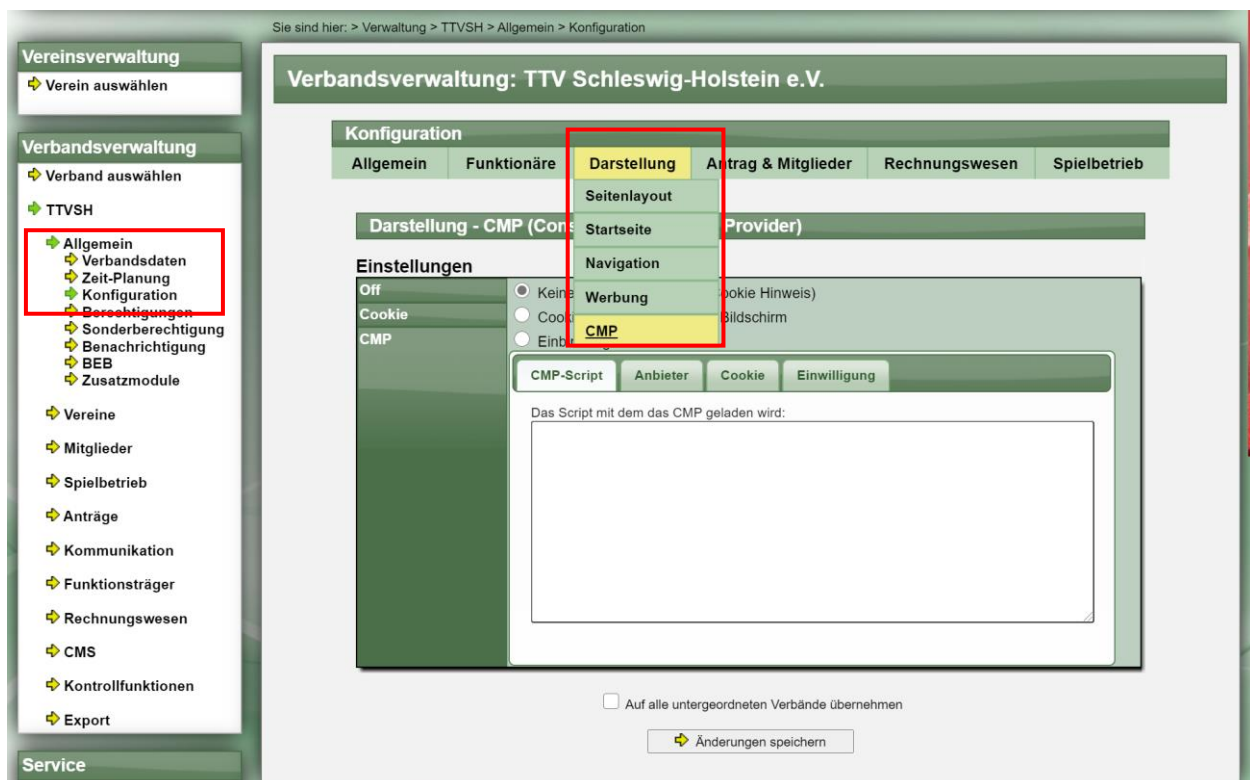 Sie sind hier: > Verwaltung > TTVSH > Allgemein > Konfiguration
Vereinsverwaltung
Verein auswählen
Verbandsverwaltung
Verband auswählen
TTVSH
Allgemein
Verbandsdaten
Zeit-Planung
Konfiguration
Berechtigungen
Sonderberechtigung
Benachrichtigung
BEB
Zusatzmodule
Vereine
Mitglieder
Spielbetrieb
Anträge
Kommunikation
Funktionsträger
Rechnungswesen
CMS
Kontrollfunktionen
Export
Service
Verbandsverwaltung: TTV Schleswig-Holstein e.V.
Konfiguration
Allgemein Funktionäre Darstellung Antrag & Mitglieder Rechnungswesen Spielbetrieb
Seitenlayout
Startseite
Navigation
Werbung
CMP
Darstellung - CMP (Provider)
Einstellungen
Off Keine Hinweis)
Cookie Bildschirm
CMP
CMP-Script Anbieter Cookie Einwilligung
Das Script mit dem das CMP geladen wird:
Auf alle untergeordneten Verbände übernehmen
Änderungen speichern